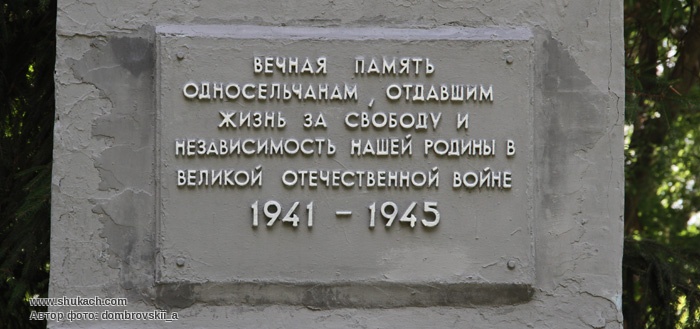 ВЕЧНАЯ ПАМЯТЬ
ОДНОСЕЛЬЧАНАМ, ОТДАВШИМ
ЖИЗНЬ ЗА СВОБОДУ И
НЕЗАВИСИМОСТЬ НАШЕЙ РОДИНЫ В
ВЕЛИКОЙ ОТЕЧЕСТВЕННОЙ ВОЙНЕ
1941 – 1945
www.shukach.com
Автор фото: dombrovskii_a